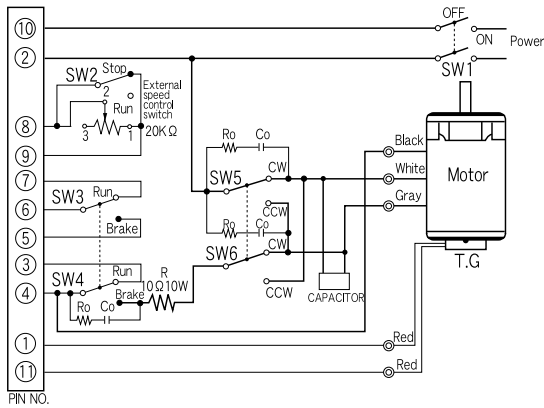 10
OFF
ON
Power
2
SW1
SW2
Stop
2
External
speed
control
switch
Run
8
3
1
20KΩ
9
7
SW3
Run
6
5
Brake
3
SW4
Run
4
Brake
R
10Ω10W
Ro
Co
Ro
Co
SW5
CW
CCW
Ro
Co
SW6
CW
CCW
CAPACITOR
Black
White
Gray
Motor
T.G
1
Red
11
Red
PIN NO.